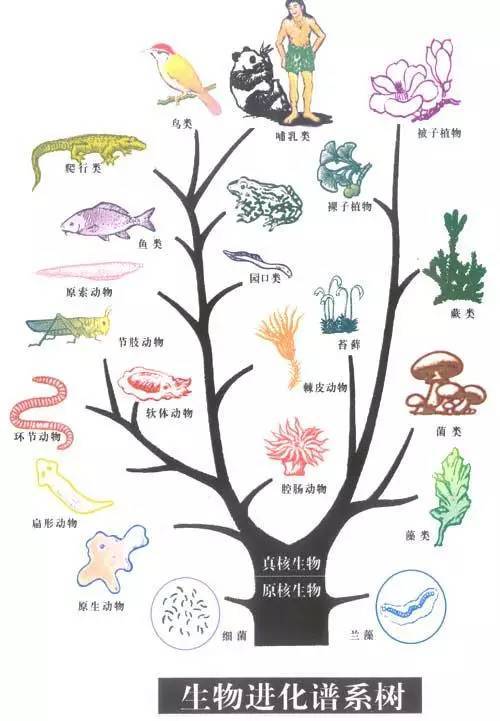 鸟类
哺乳类
被子植物
爬行类
裸子植物
鱼类
园口类
原索动物
蕨类
节肢动物
苔藓
棘皮动物
软体动物
环节动物
菌类
腔肠动物
扁形动物
藻类
真核生物
原核生物
原生动物
细菌
兰藻
生物进化谱系树